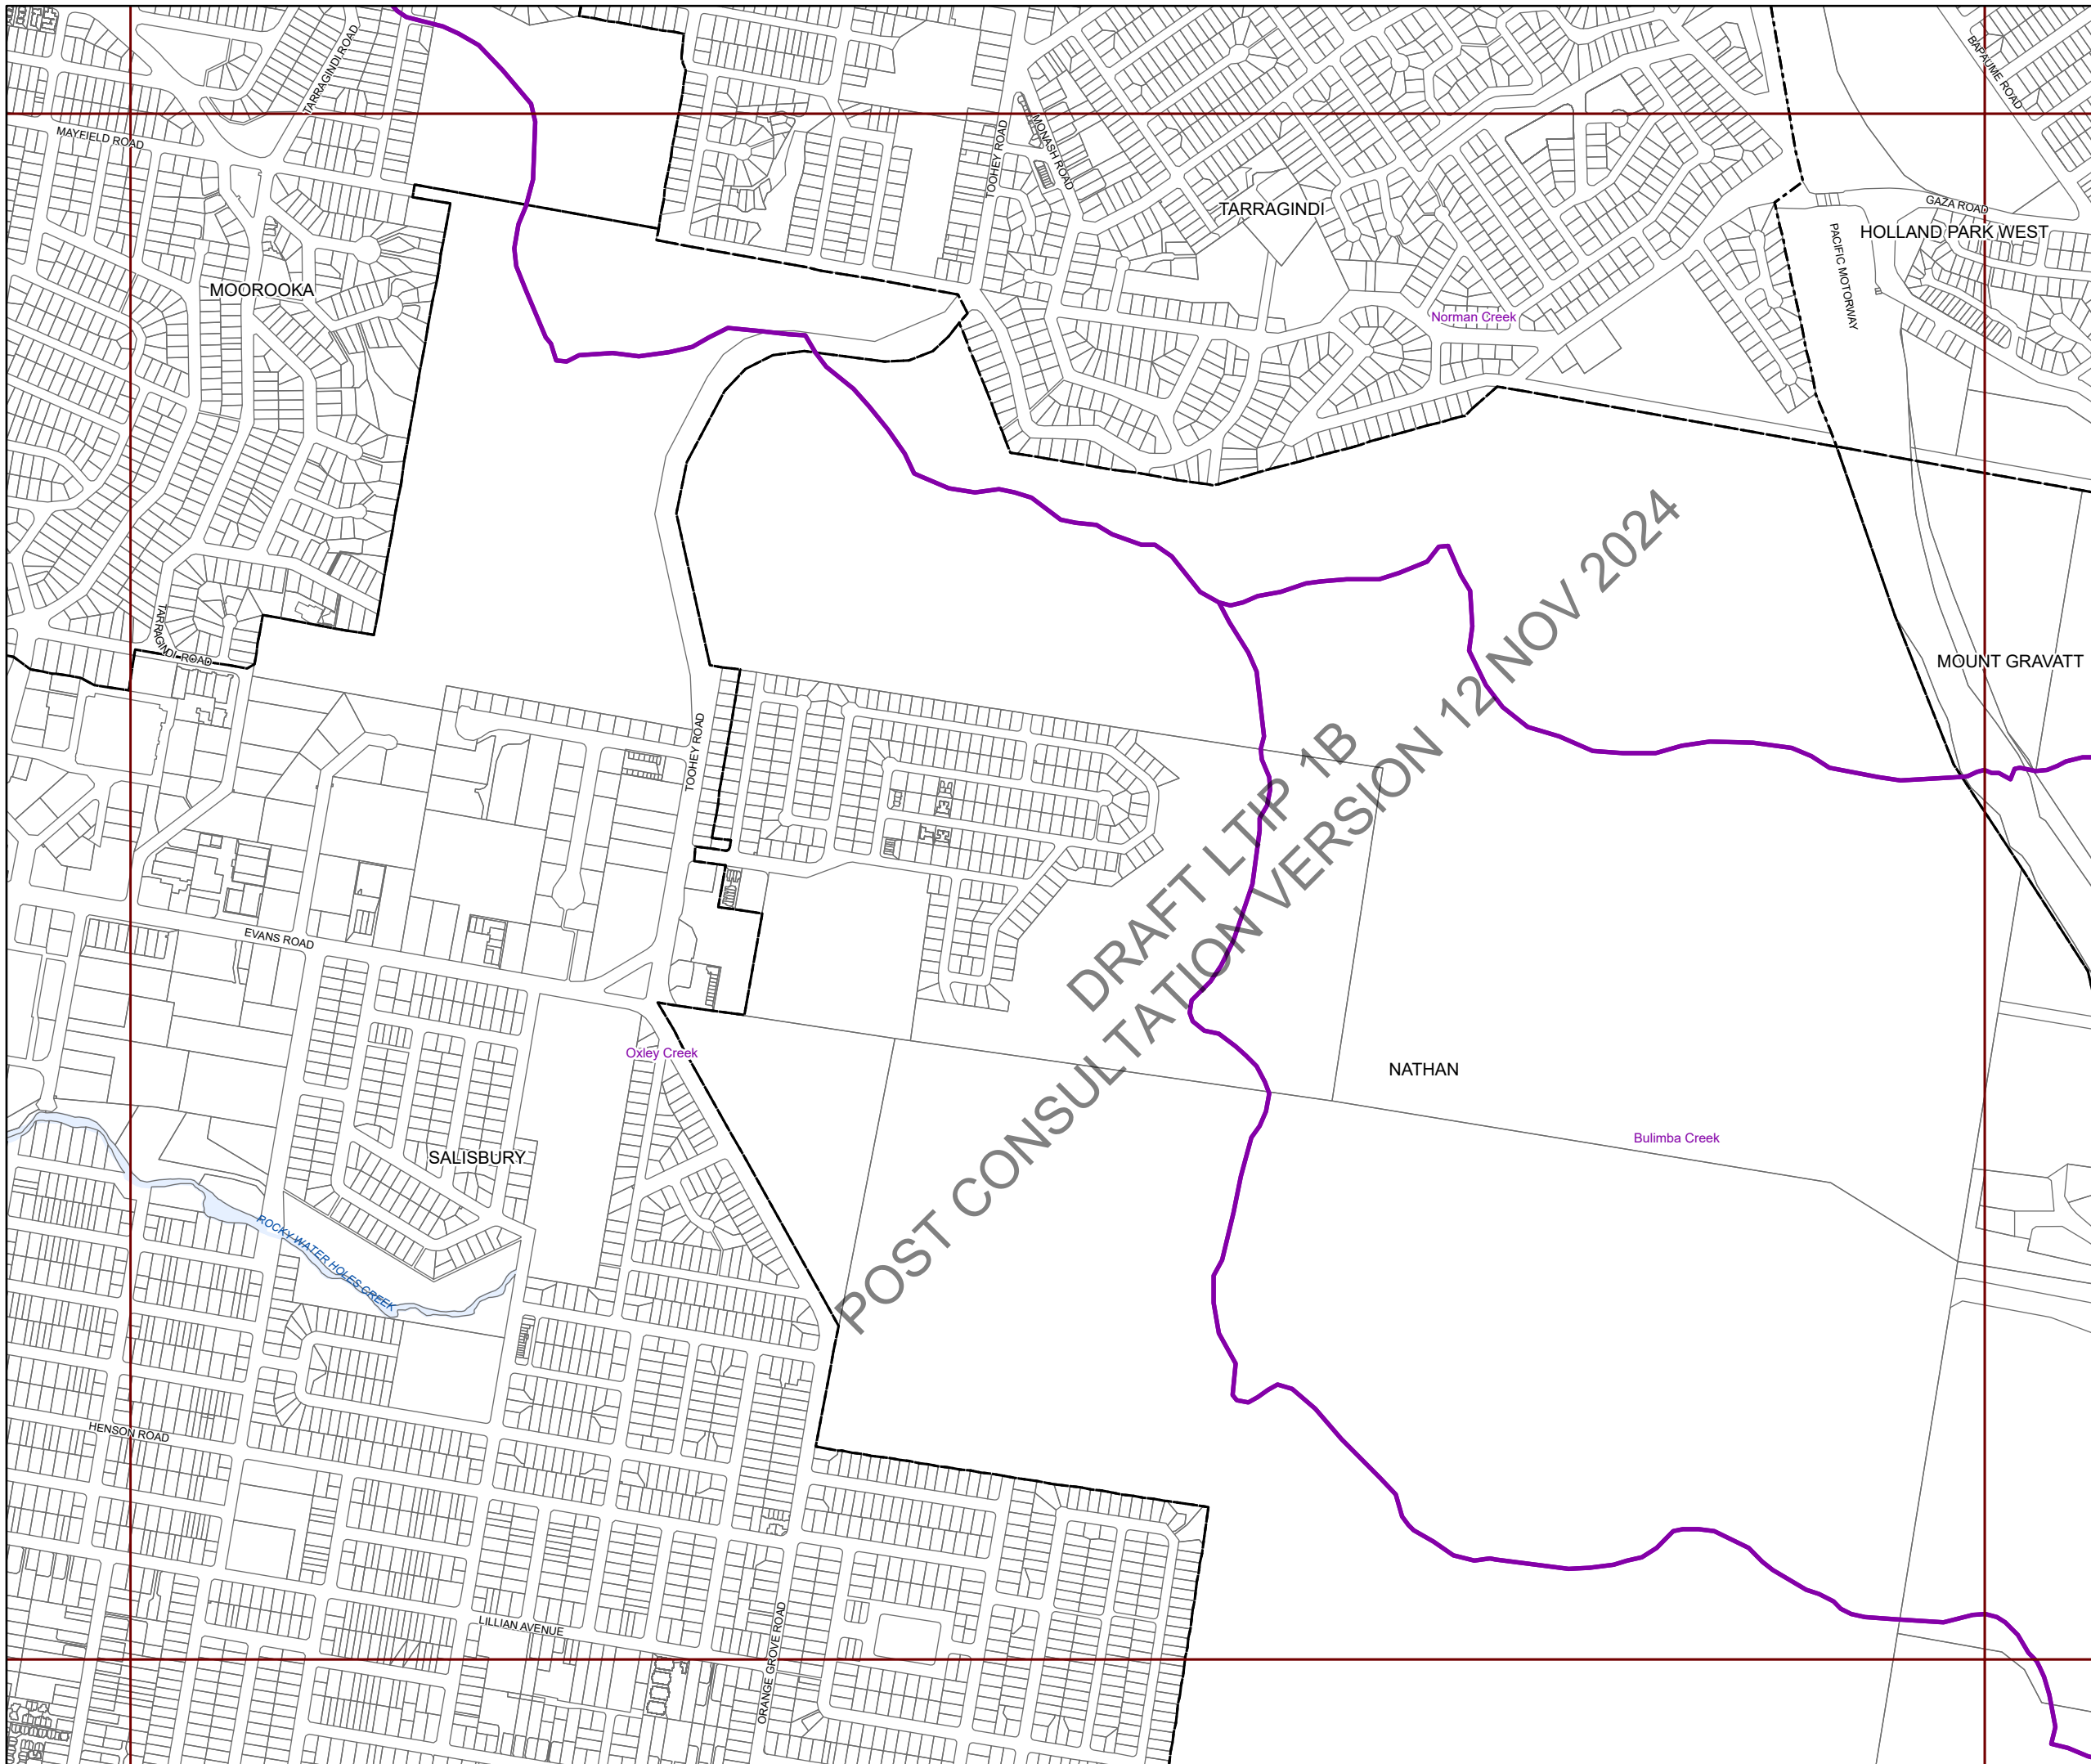 TARRAGINDI ROAD
BAPAUME ROAD
MAYFIELD ROAD
MONASH ROAD
TOOHEY ROAD
TARRAGINDI
GAZA ROAD
HOLLAND PARK WEST
PACIFIC MOTORWAY
MOOROOKA
Norman Creek
TARRAGINDI ROAD
MOUNT GRAVATT
TOOHEY ROAD
DRAFT LTIP 1B
POST CONSULTATION VERSION 12 NOV 2024
EVANS ROAD
Oxley Creek
NATHAN
Bulimba Creek
SALISBURY
ROCKY WATER HOLES CREEK
HENSON ROAD
LILLIAN AVENUE
ORANGE GROVE ROAD